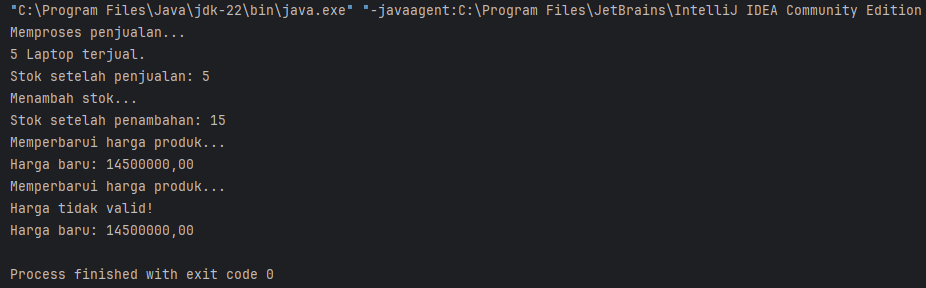 "C:\Program Files\Java\jdk-22\bin\java.exe" "-javaagent:C:\Program Files\JetBrains\IntelliJ IDEA Community Edition
Memproses penjualan...
5 Laptop terjual.
Stok setelah penjualan: 5
Menambah stok...
Stok setelah penambahan: 15
Memperbarui harga produk...
Harga baru: 14500000,00
Memperbarui harga produk...
Harga tidak valid!
Harga baru: 14500000,00
Process finished with exit code 0